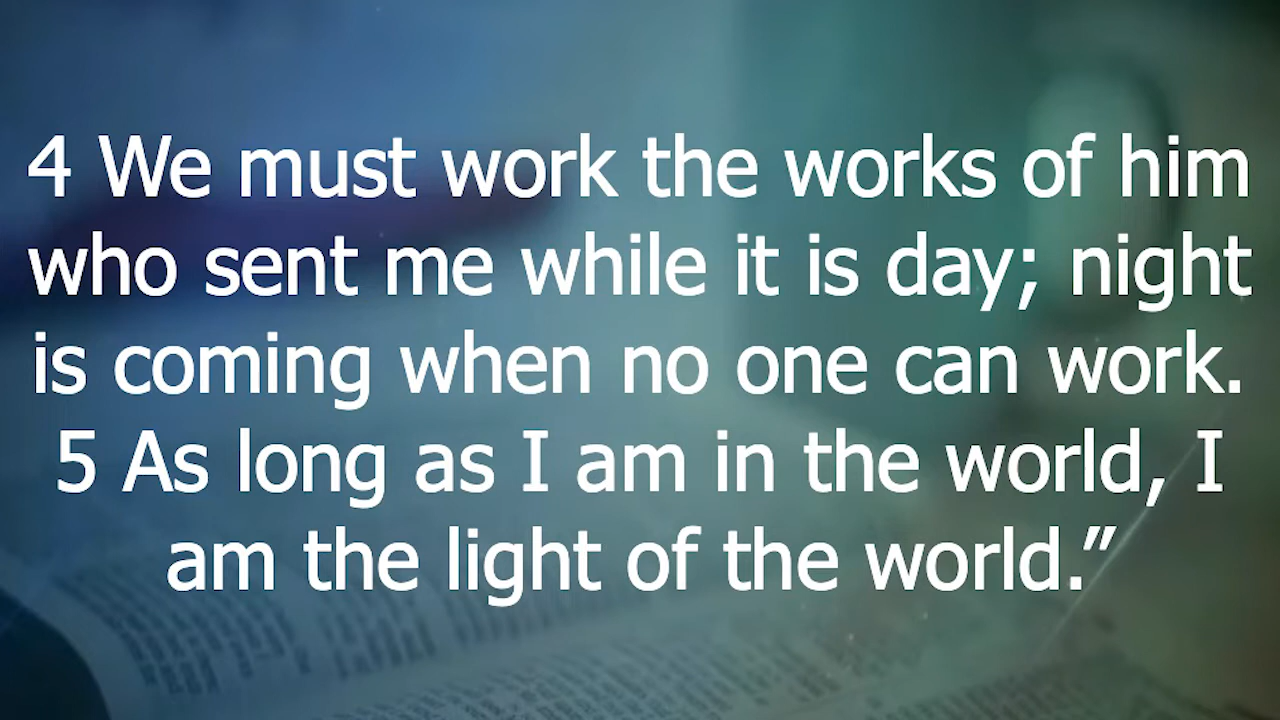 4 We must work the works of him
who sent me while it is day; night
is coming when no one can work.
5 As long as I am in the world, I
am the light of the world.”